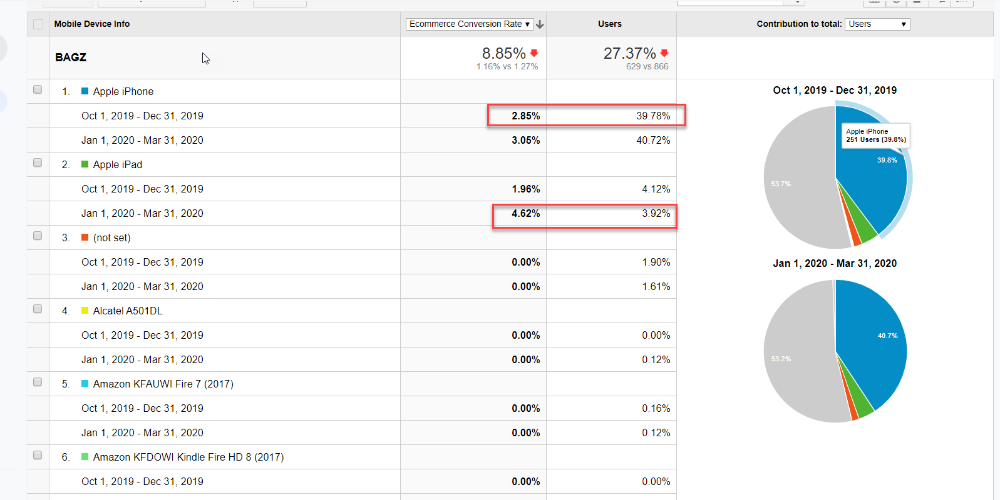 Mobile Device Info Ecommerce Conversion Rate Users Contribution to total: Users
BAGZ 8.85% 27.37%
1.16% vs 1.27% 629 vs 866
1. Apple iPhone
Oct 1, 2019 - Dec 31, 2019 2.85% 39.78%
Jan 1, 2020 - Mar 31, 2020 3.05% 40.72%
2. Apple iPad
Oct 1, 2019 - Dec 31, 2019 1.96% 4.12%
Jan 1, 2020 - Mar 31, 2020 4.62% 3.92%
3. (not set)
Oct 1, 2019 - Dec 31, 2019 0.00% 1.90%
Jan 1, 2020 - Mar 31, 2020 0.00% 1.61%
4. Alcatel A501DL
Oct 1, 2019 - Dec 31, 2019 0.00% 0.00%
Jan 1, 2020 - Mar 31, 2020 0.00% 0.12%
5. Amazon KFAUWI Fire 7 (2017)
Oct 1, 2019 - Dec 31, 2019 0.00% 0.16%
Jan 1, 2020 - Mar 31, 2020 0.00% 0.12%
6. Amazon KFDOWI Kindle Fire HD 8 (2017)
Oct 1, 2019 - Dec 31, 2019 0.00% 0.00%
Oct 1, 2019 - Dec 31, 2019
Apple iPhone
251 Users (39.8%)
39.8%
53.7%
Jan 1, 2020 - Mar 31, 2020
40.7%
53.2%